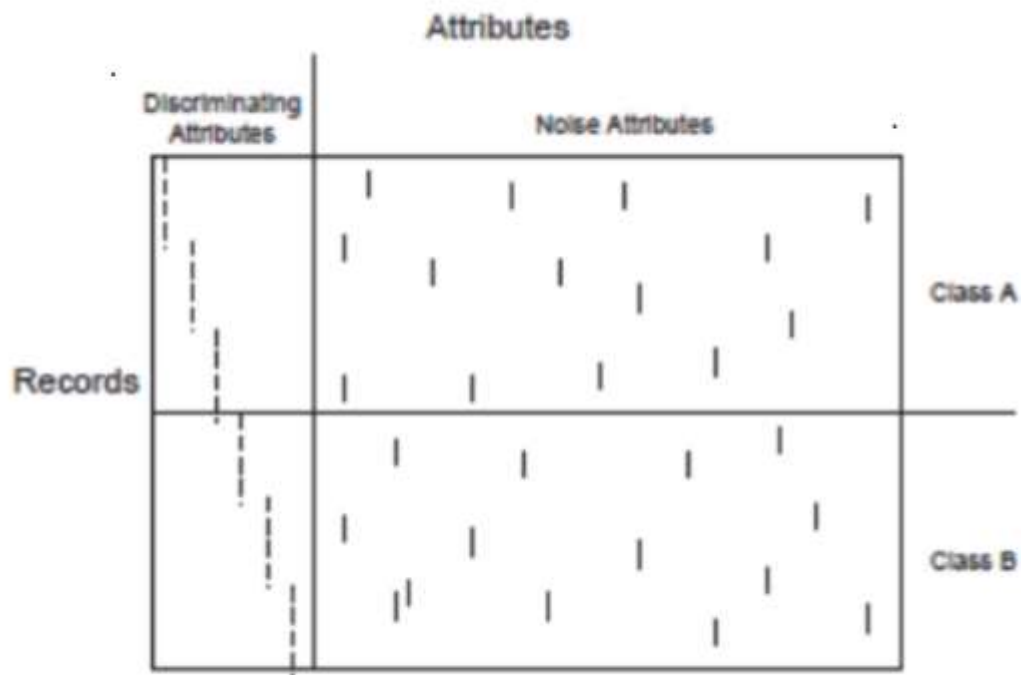 Attributes
Discriminating
Attributes
Noise Attributes
Class A
Records
Class B